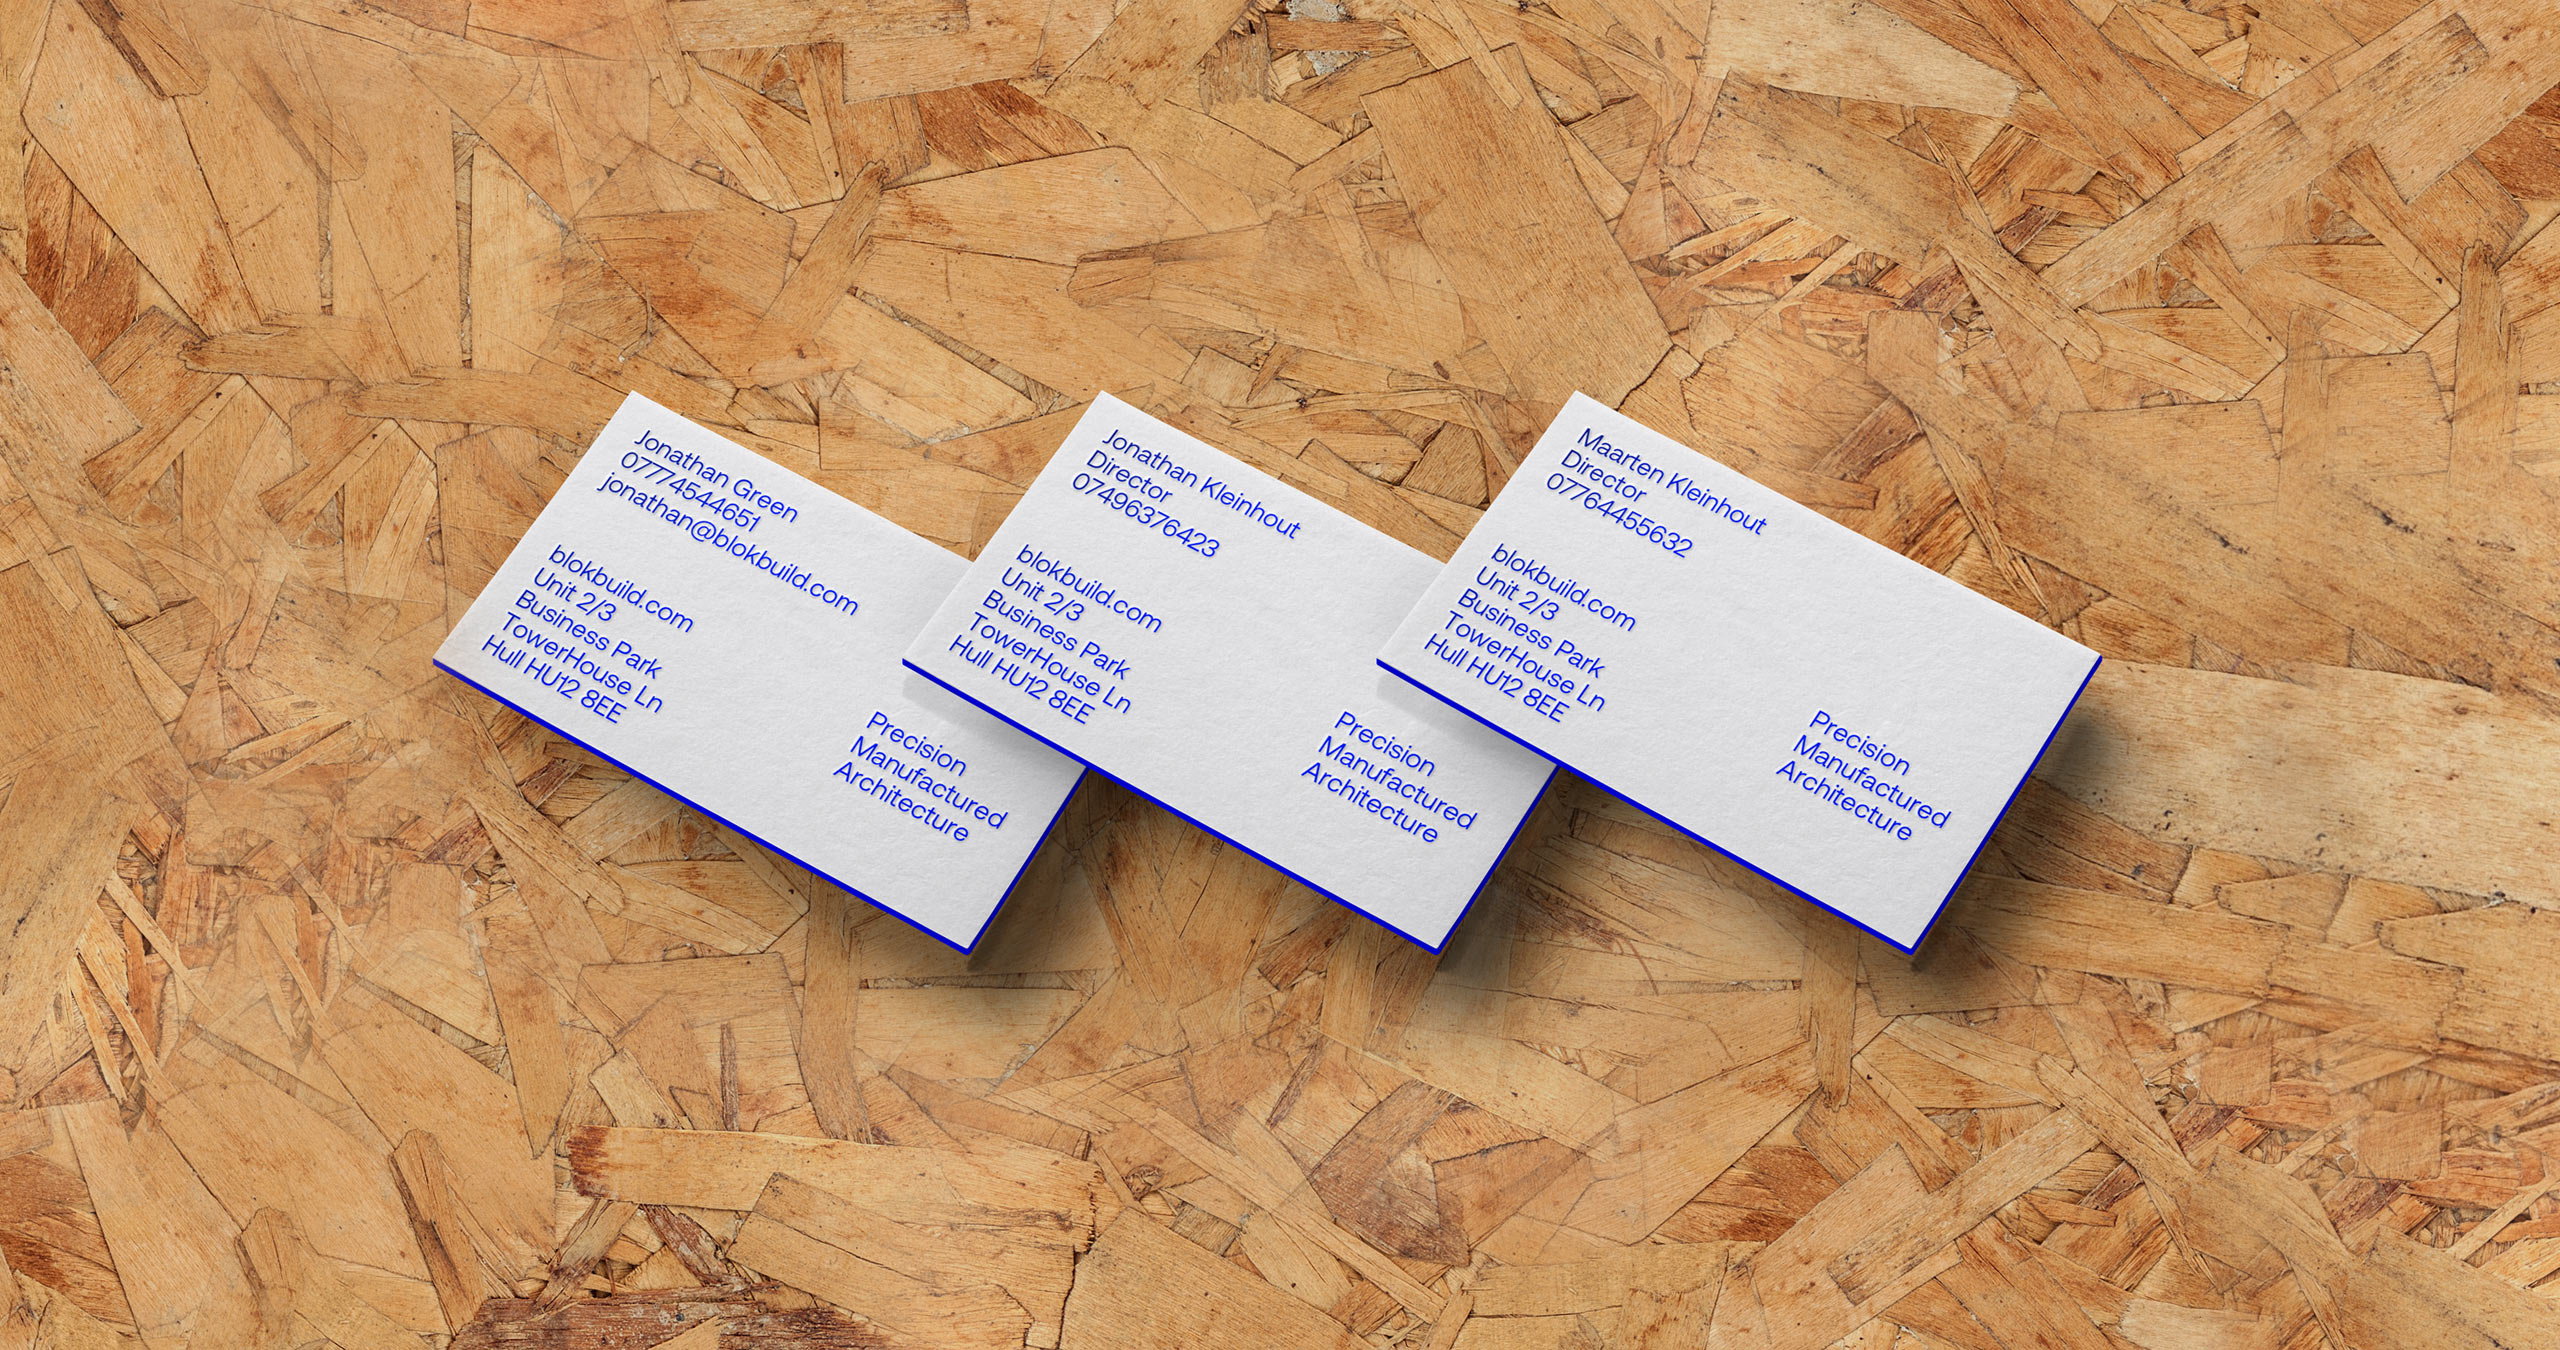 Jonathan Green
07774544651
jonathan@blokbuild.com
blokbuild.com
Unit 2/3
Business Park
TowerHouse Ln
Hull HU12 8EE
Precision
Manufactured
Architecture
Jonathan Kleinhout
Director
07496376423
blokbuild.com
Unit 2/3
Business Park
TowerHouse Ln
Hull HU12 8EE
Precision
Manufactured
Architecture
Maarten Kleinhout
Director
07764455632
blokbuild.com
Unit 2/3
Business Park
TowerHouse Ln
Hull HU12 8EE
Precision
Manufactured
Architecture